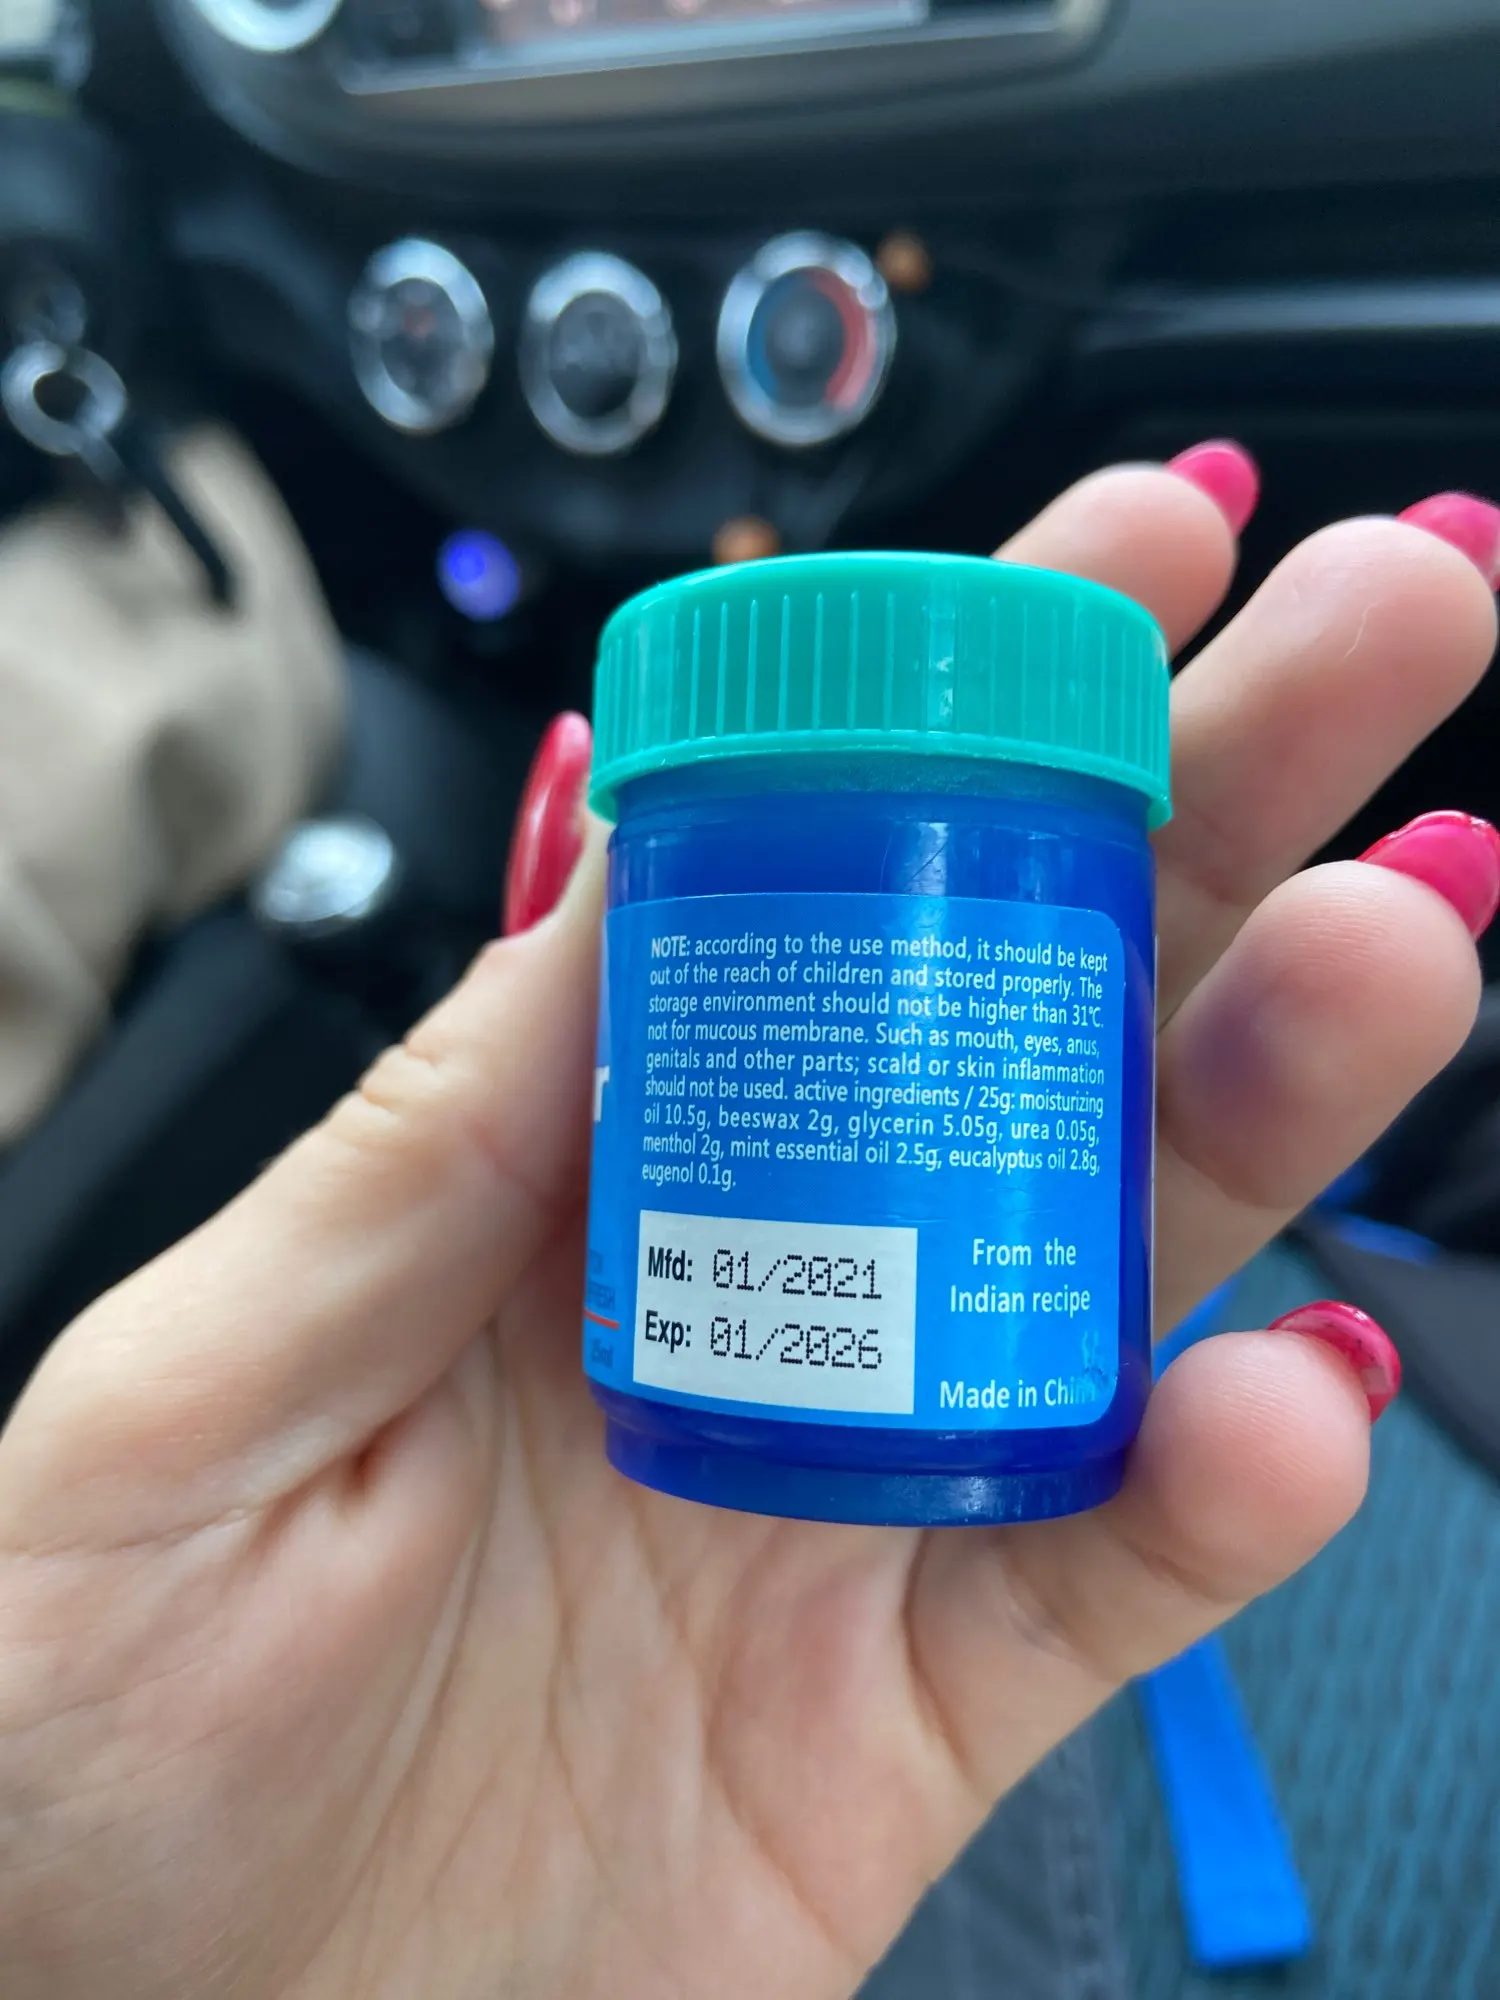 NOTE: according to the use method, it should be kept
out of the reach of children and stored properly. The
storage environment should not be higher than 31℃.
not for mucous membrane. Such as mouth, eyes, anus,
genitals and other parts; scald or skin inflammation
should not be used. active ingredients / 25g: moisturizing
oil 10.5g, beeswax 2g, glycerin 5.05g, urea 0.05g,
menthol 2g, mint essential oil 2.5g, eucalyptus oil 2.8g,
eugenol 0.1g.
Mfd: 01/2021
Exp: 01/2026
From the
Indian recipe
Made in China
25ml